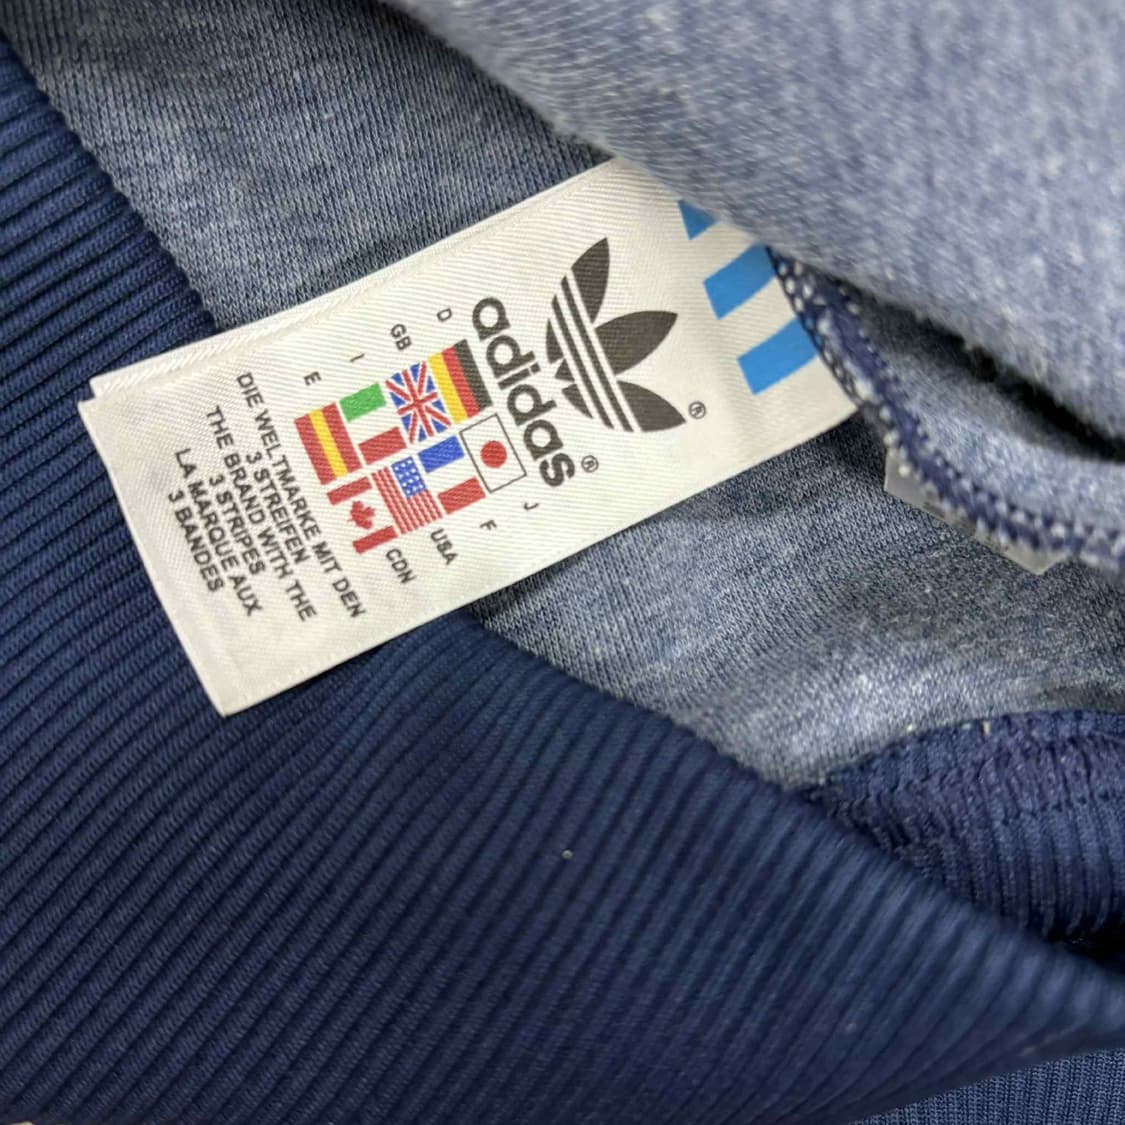 ®
adidas®
D
J
GB
F
I
USA
E
CDN
DIE WELTMARKE MIT DEN
3 STREIFEN
THE BRAND WITH THE
3 STRIPES
LA MARQUE AUX
3 BANDES